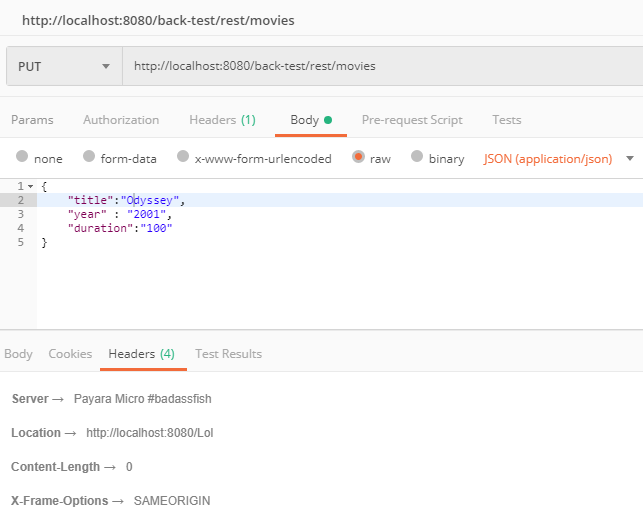 http://localhost:8080/back-test/rest/movies
PUT http://localhost:8080/back-test/rest/movies
Params Authorization Headers (1) Body Pre-request Script Tests
none form-data x-www-form-urlencoded raw binary JSON (application/json)
1 {
2 "title":"Odyssey",
3 "year" : "2001",
4 "duration":"100"
5 }
Body Cookies Headers (4) Test Results
Server → Payara Micro #badassfish
Location → http://localhost:8080/Lol
Content-Length → 0
X-Frame-Options → SAMEORIGIN